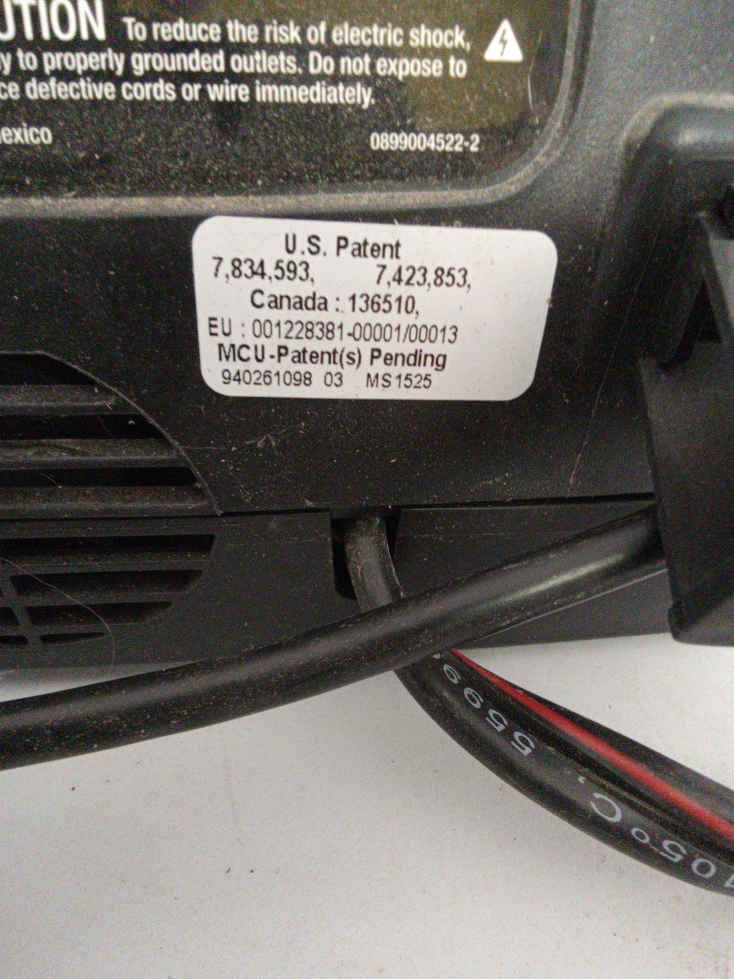 UTION To reduce the risk of electric shock,
y to properly grounded outlets. Do not expose to
ce defective cords or wire immediately.
exico
0899004522-2
U.S. Patent
7,834,593, 7,423,853,
Canada : 136510,
EU : 001228381-00001/00013
MCU-Patent(s) Pending
940261098 03 MS1525
105°C, 5599